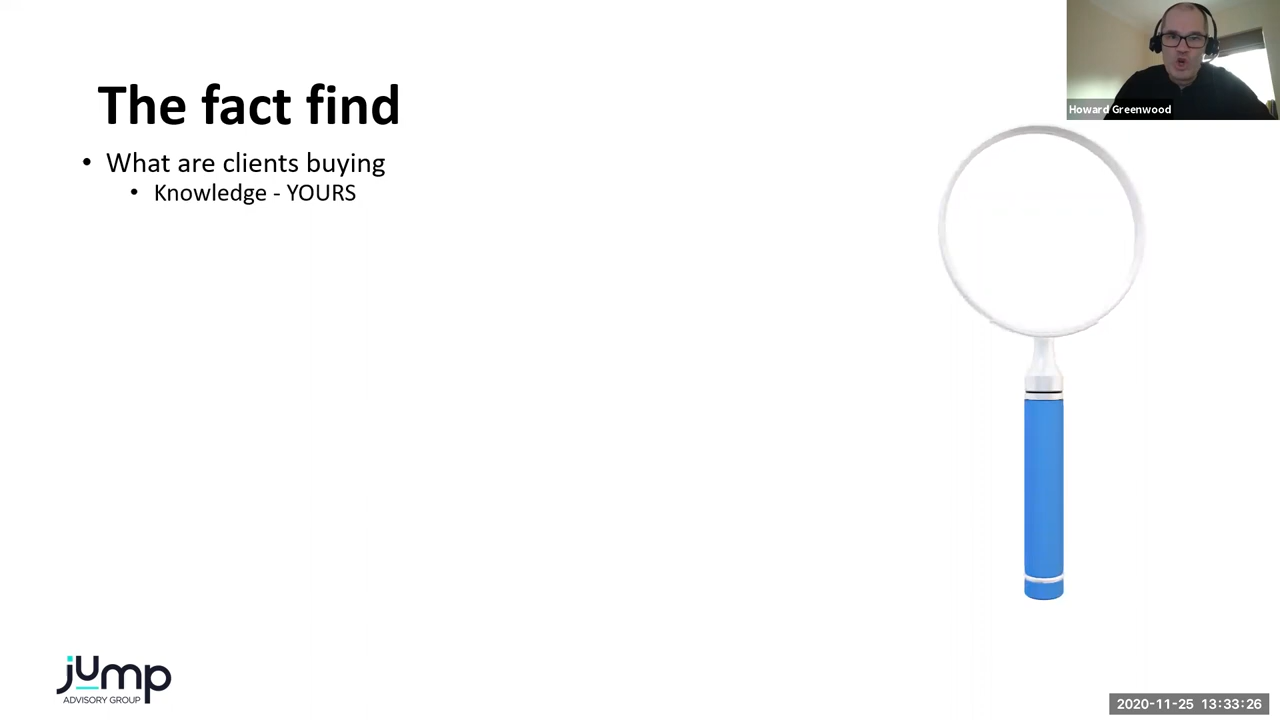 Howard Greenwood
The fact find
• What are clients buying
• Knowledge - YOURS
jump
ADVISORY GROUP
2020-11-25 13:33:26